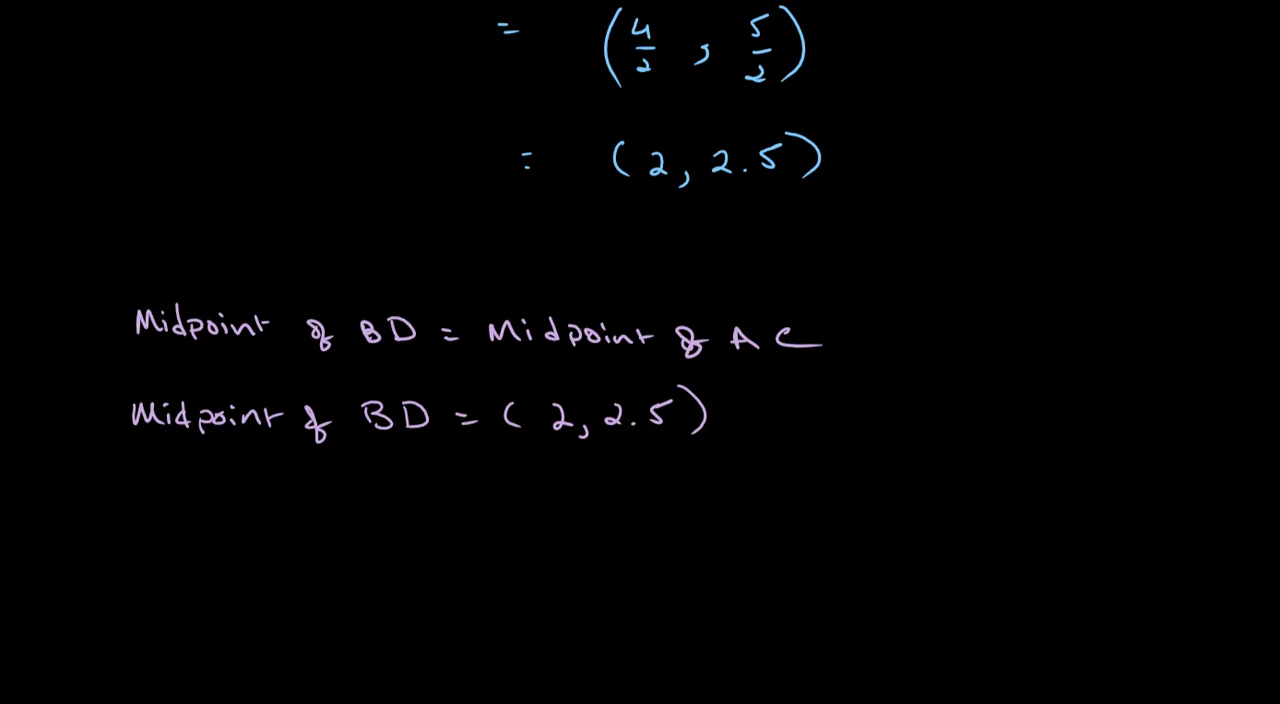 = (4/2 , 5/2)
= (2, 2.5)
Midpoint of BD = Midpoint of AC
Midpoint of BD = (2, 2.5)